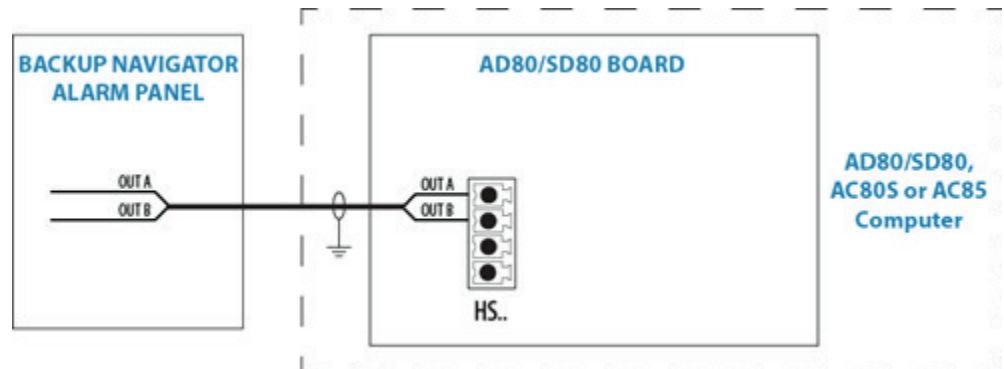 BACKUP NAVIGATOR
ALARM PANEL
OUT A
OUT B
AD80/SD80 BOARD
OUT A
OUT B
HS..
AD80/SD80,
AC80S or AC85
Computer